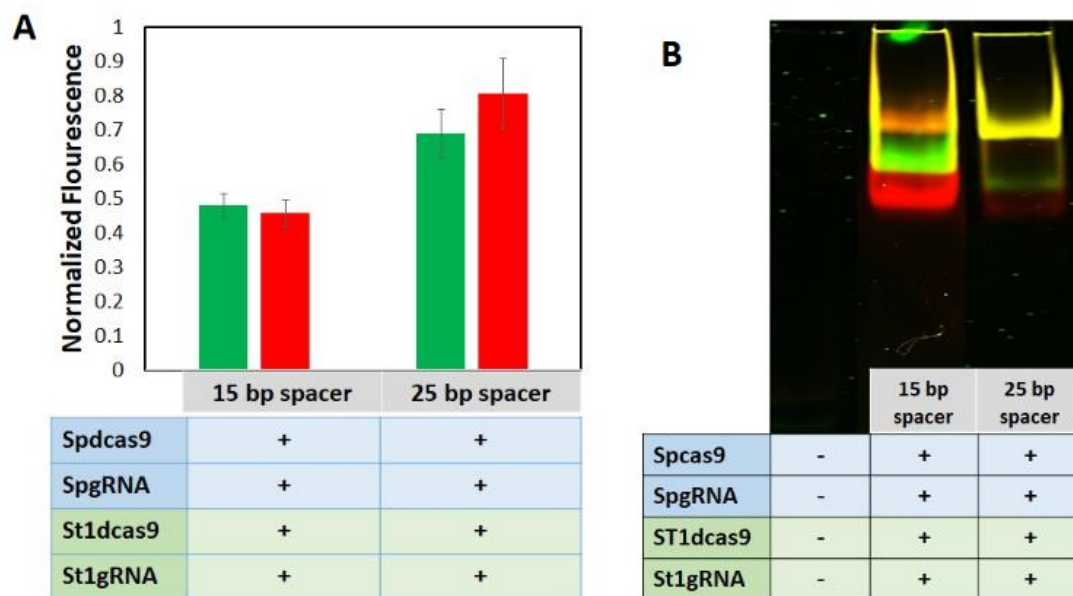 A
Normalized Flourescence
1
0.9
0.8
0.7
0.6
0.5
0.4
0.3
0.2
0.1
0
15 bp spacer 25 bp spacer
Spdcas9 + +
SpgRNA + +
St1dcas9 + +
St1gRNA + +
B
15 bp 25 bp
spacer spacer
Spcas9 - + +
SpgRNA - + +
ST1dcas9 - + +
St1gRNA - + +